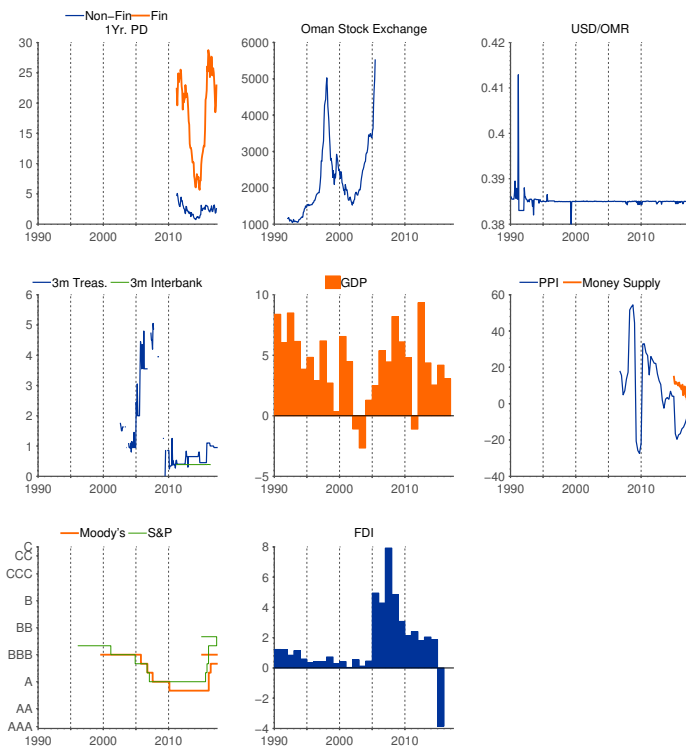 Non−Fin Fin
1Yr. PD
30
25
20
15
10
5
0
1990 2000 2010
Oman Stock Exchange
6000
5000
4000
3000
2000
1000
1990 2000 2010
USD/OMR
0.42
0.41
0.4
0.39
0.38
1990 2000 2010
3m Treas. 3m Interbank
6
5
4
3
2
1
0
1990 2000 2010
GDP
10
5
0
−5
1990 2000 2010
PPI Money Supply
60
40
20
0
−20
−40
1990 2000 2010
Moody's S&P
C
CC
CCC
B
BB
BBB
A
AA
AAA
1990 2000 2010
FDI
8
6
4
2
0
−2
−4
1990 2000 2010